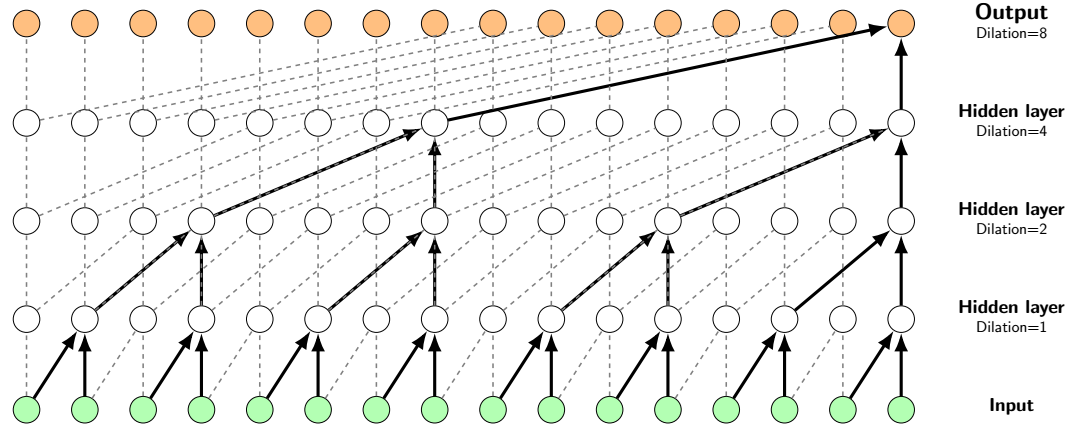 Output
Dilation=8
Hidden layer
Dilation=4
Hidden layer
Dilation=2
Hidden layer
Dilation=1
Input